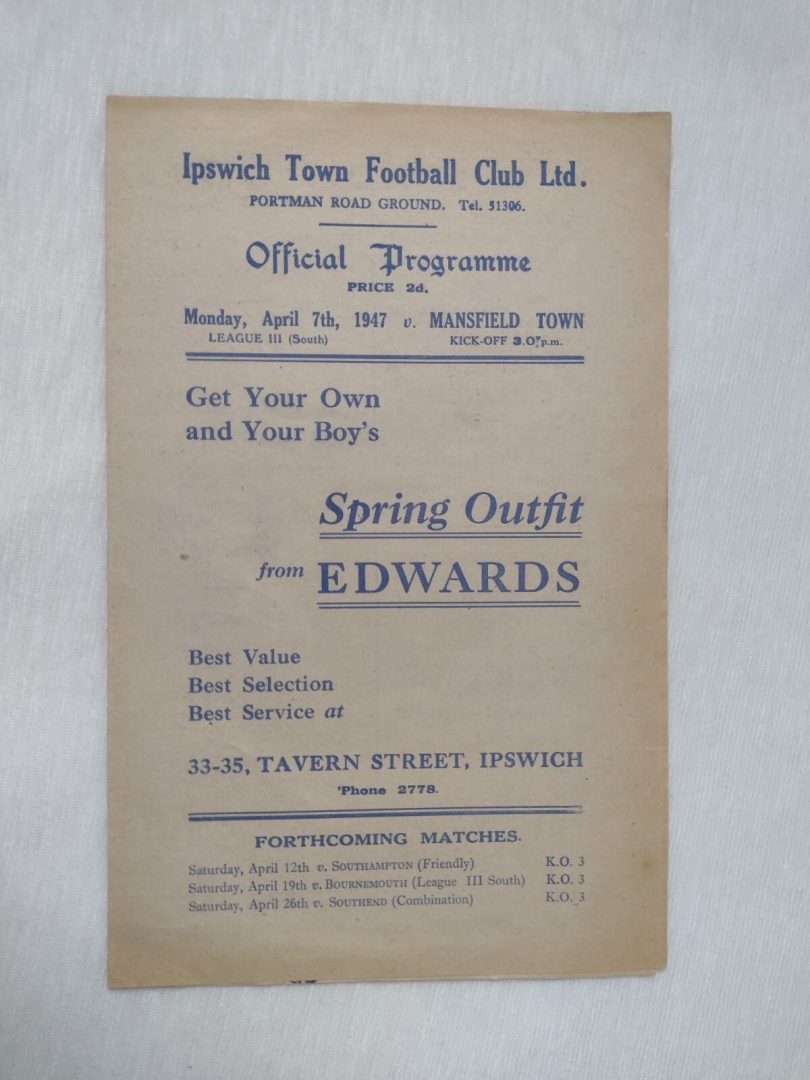 Ipswich Town Football Club Ltd.
PORTMAN ROAD GROUND. Tel. 51306.
Official Programme
PRICE 2d.
Monday, April 7th, 1947 v. MANSFIELD TOWN
LEAGUE III (South) KICK-OFF 3.0 p.m.
Get Your Own
and Your Boy's
Spring Outfit
from EDWARDS
Best Value
Best Selection
Best Service at
33-35, TAVERN STREET, IPSWICH
'Phone 2778.
FORTHCOMING MATCHES.
Saturday, April 12th v. SOUTHAMPTON (Friendly) K.O. 3
Saturday, April 19th v. BOURNEMOUTH (League III South) K.O. 3
Saturday, April 26th v. SOUTHEND (Combination) K.O. 3